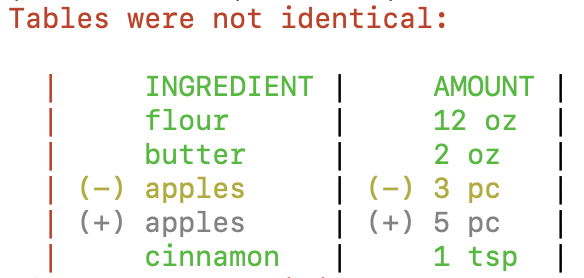 Tables were not identical:
| INGREDIENT | AMOUNT |
| flour | 12 oz |
| butter | 2 oz |
| (-) apples | (-) 3 pc |
| (+) apples | (+) 5 pc |
| cinnamon | 1 tsp |